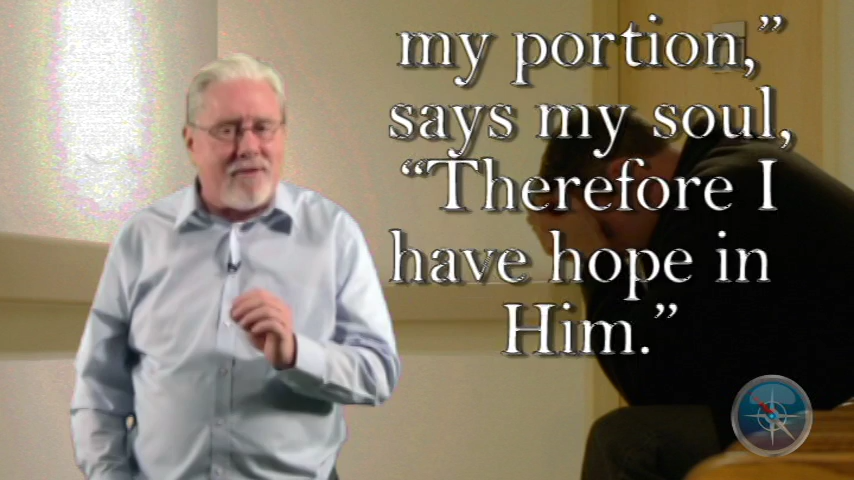 my portion,”
says my soul,
“Therefore I
have hope in
Him.”